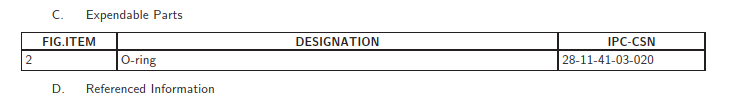 C. Expendable Parts
FIG.ITEM DESIGNATION IPC-CSN
2 O-ring 28-11-41-03-020
D. Referenced Information